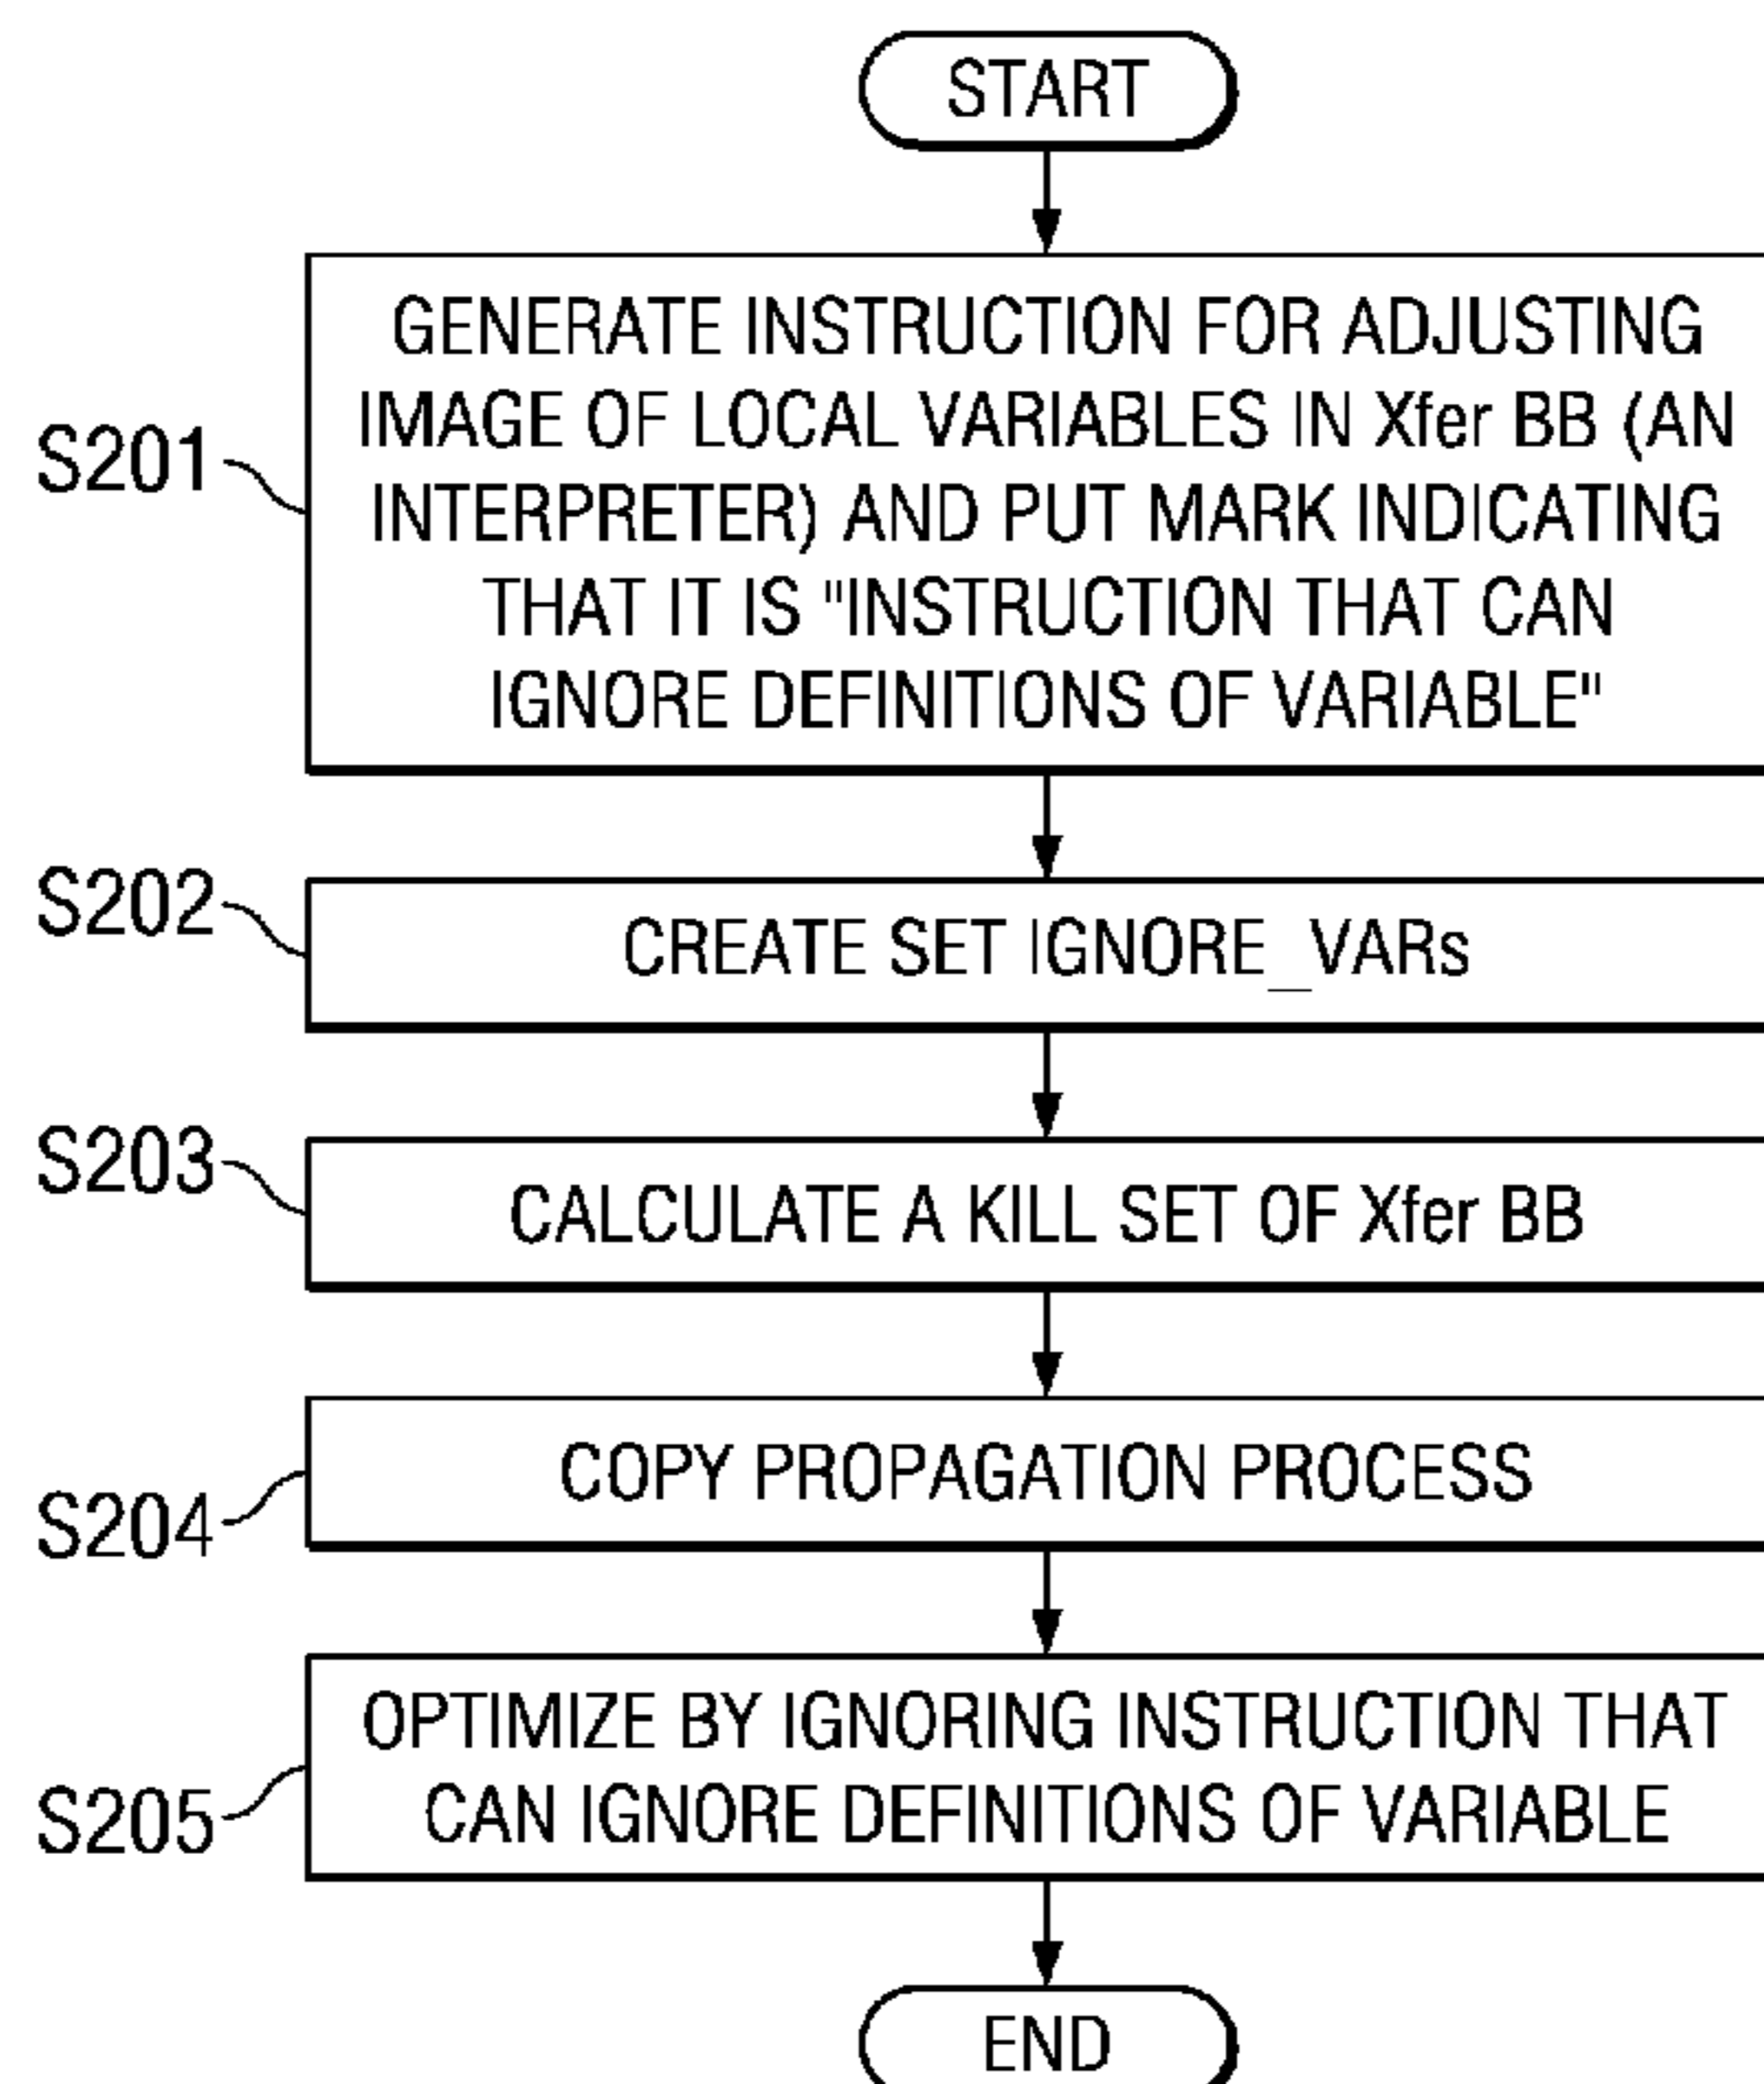 START
S201
GENERATE INSTRUCTION FOR ADJUSTING
IMAGE OF LOCAL VARIABLES IN Xfer BB (AN
INTERPRETER) AND PUT MARK INDICATING
THAT IT IS "INSTRUCTION THAT CAN
IGNORE DEFINITIONS OF VARIABLE"
S202
CREATE SET IGNORE_VARs
S203
CALCULATE A KILL SET OF Xfer BB
S204
COPY PROPAGATION PROCESS
S205
OPTIMIZE BY IGNORING INSTRUCTION THAT
CAN IGNORE DEFINITIONS OF VARIABLE
END